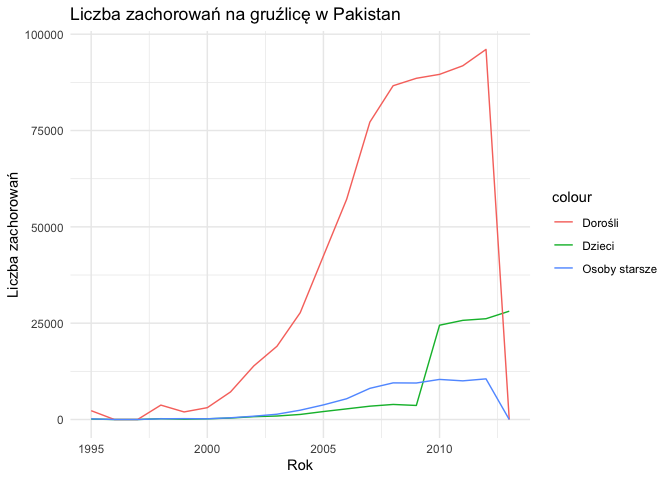 Liczba zachorowań na gruźlicę w Pakistan
Liczba zachorowań
100000
75000
50000
25000
0
1995
2000
2005
2010
Rok
colour
Dorośli
Dzieci
Osoby starsze